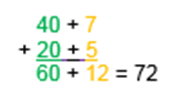 40 + 7
+ 20 + 5
60 + 12 = 72